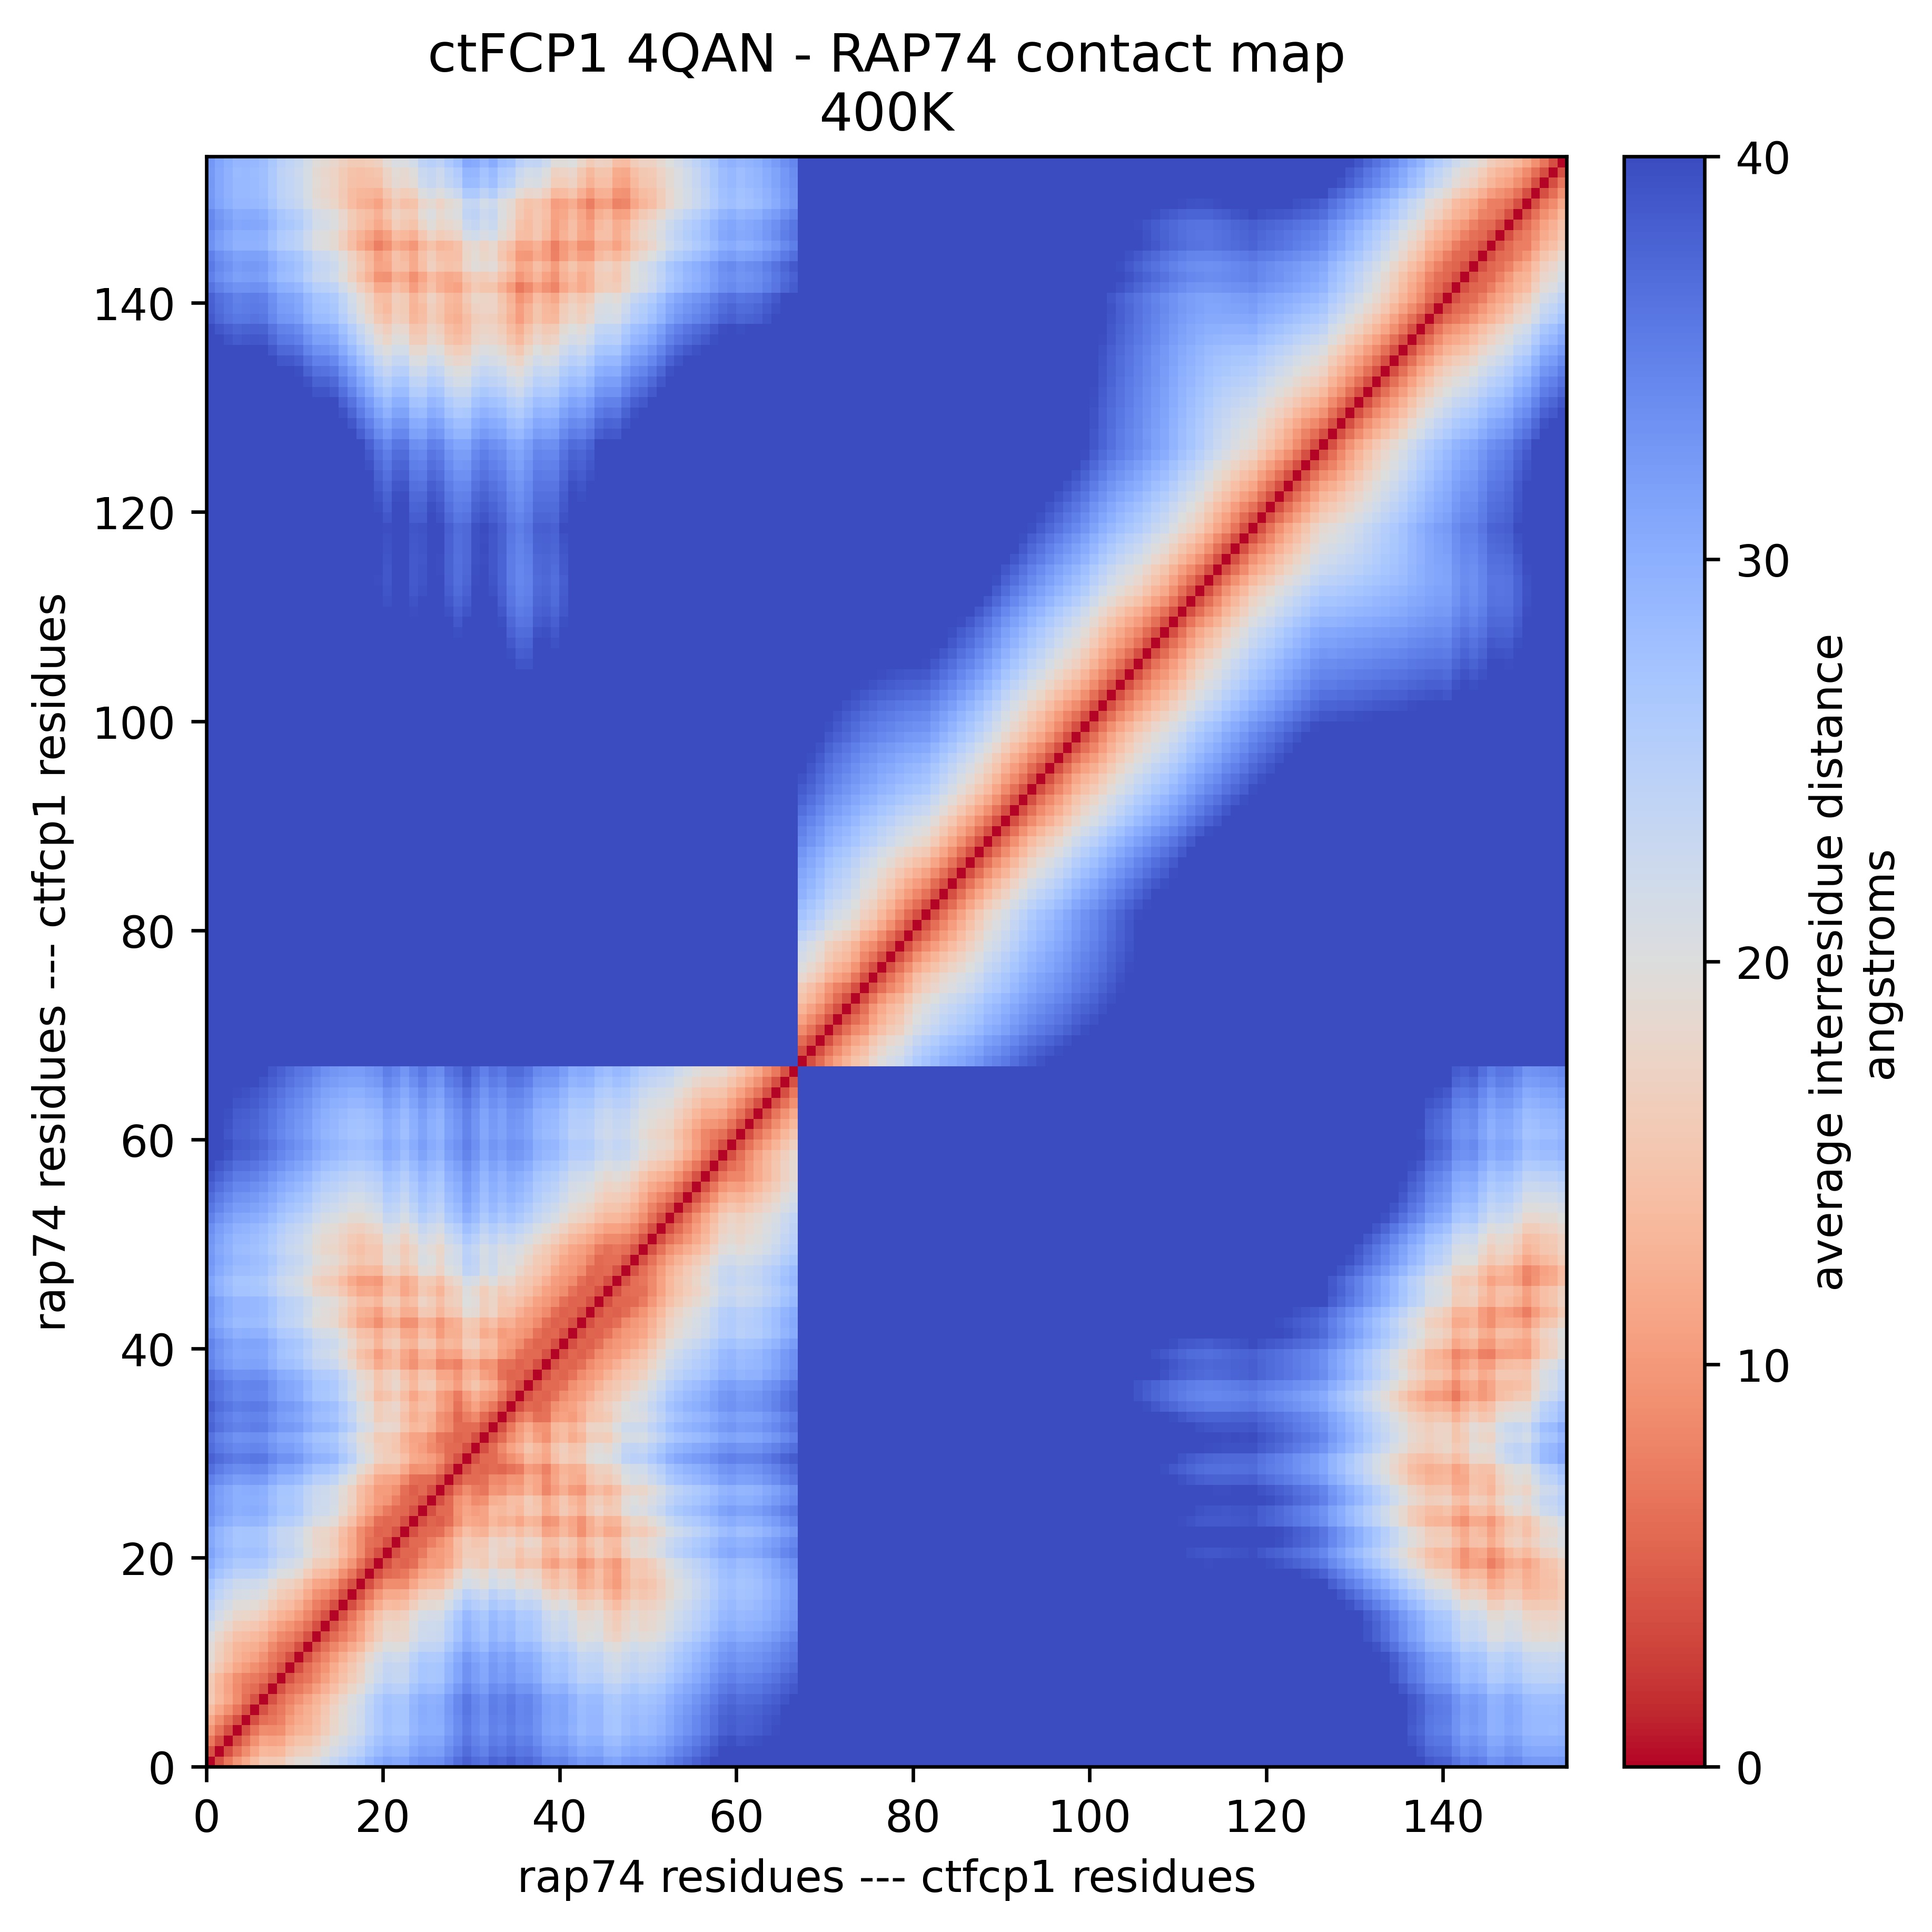 ctFCP1 4QAN - RAP74 contact map
400K
rap74 residues --- ctfcp1 residues
140
120
100
80
60
40
20
0
0 20 40 60 80 100 120 140
rap74 residues --- ctfcp1 residues
40
30
20
10
0
average interresidue distance
angstroms